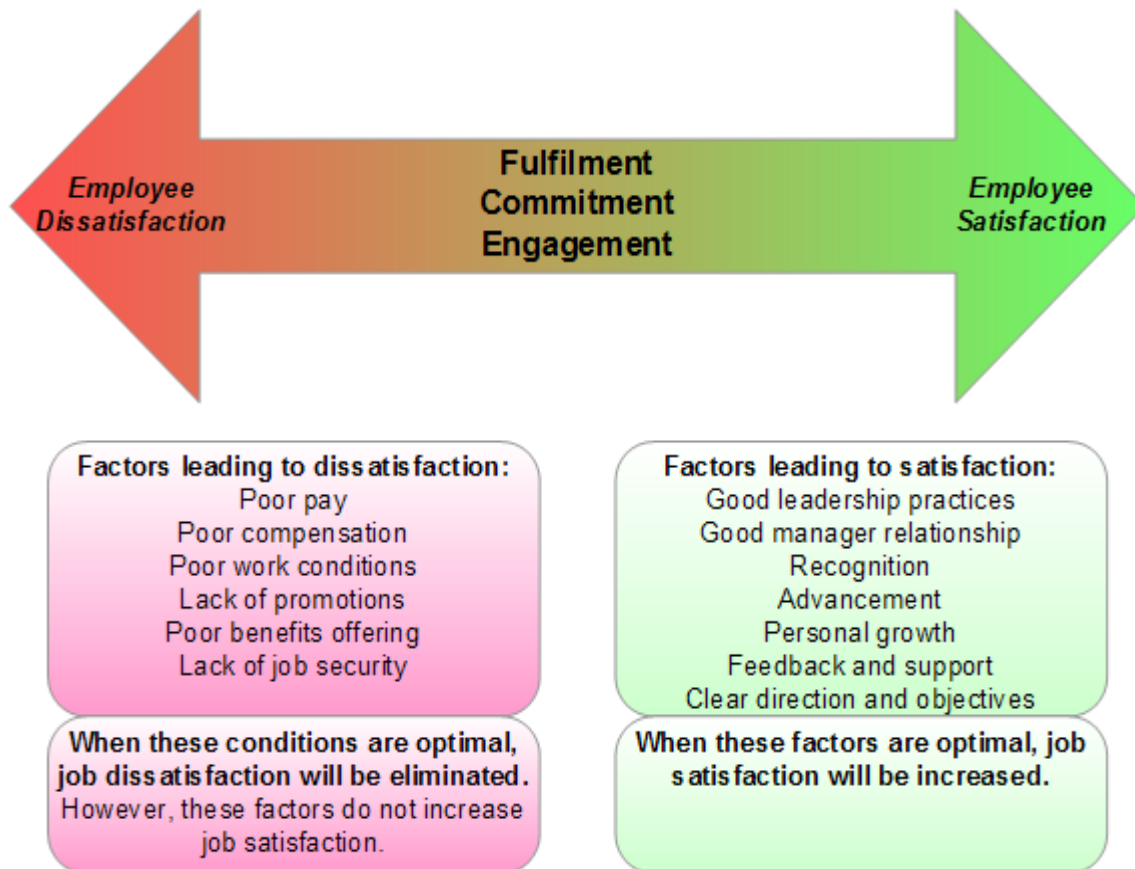 Employee
Dissatisfaction
Fulfilment
Commitment
Engagement
Employee
Satisfaction
Factors leading to dissatisfaction:
Poor pay
Poor compensation
Poor work conditions
Lack of promotions
Poor benefits offering
Lack of job security
When these conditions are optimal,
job dissatisfaction will be eliminated.
However, these factors do not increase
job satisfaction.
Factors leading to satisfaction:
Good leadership practices
Good manager relationship
Recognition
Advancement
Personal growth
Feedback and support
Clear direction and objectives
When these factors are optimal, job
satisfaction will be increased.